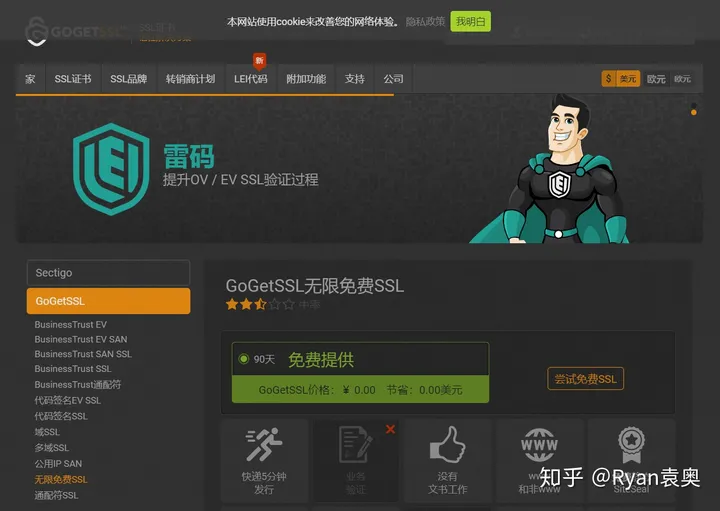 本网站使用cookie来改善您的网络体验。 隐私政策 我明白
GOGETSSL
SSL证书
家 SSL证书 SSL品牌 转销商计划 LEI代码 新 附加功能 支持 公司 $ 美元 欧元 欧元
LEI
雷码
提升OV / EV SSL验证过程
LEI
Sectigo
GoGetSSL
BusinessTrust EV
BusinessTrust EV SAN
BusinessTrust SAN SSL
BusinessTrust SSL
BusinessTrust通配符
代码签名EV SSL
代码签名SSL
域SSL
多域SSL
公用IP SAN
无限免费SSL
通配符SSL
GoGetSSL无限免费SSL
90天 免费提供
GoGetSSL价格: ¥ 0.00 节省: 0.00美元
尝试免费SSL
快递5分钟
发行
业务
验证
没有
文书工作
WWW
和非www
SiteSeal
知乎 @Ryan袁奥